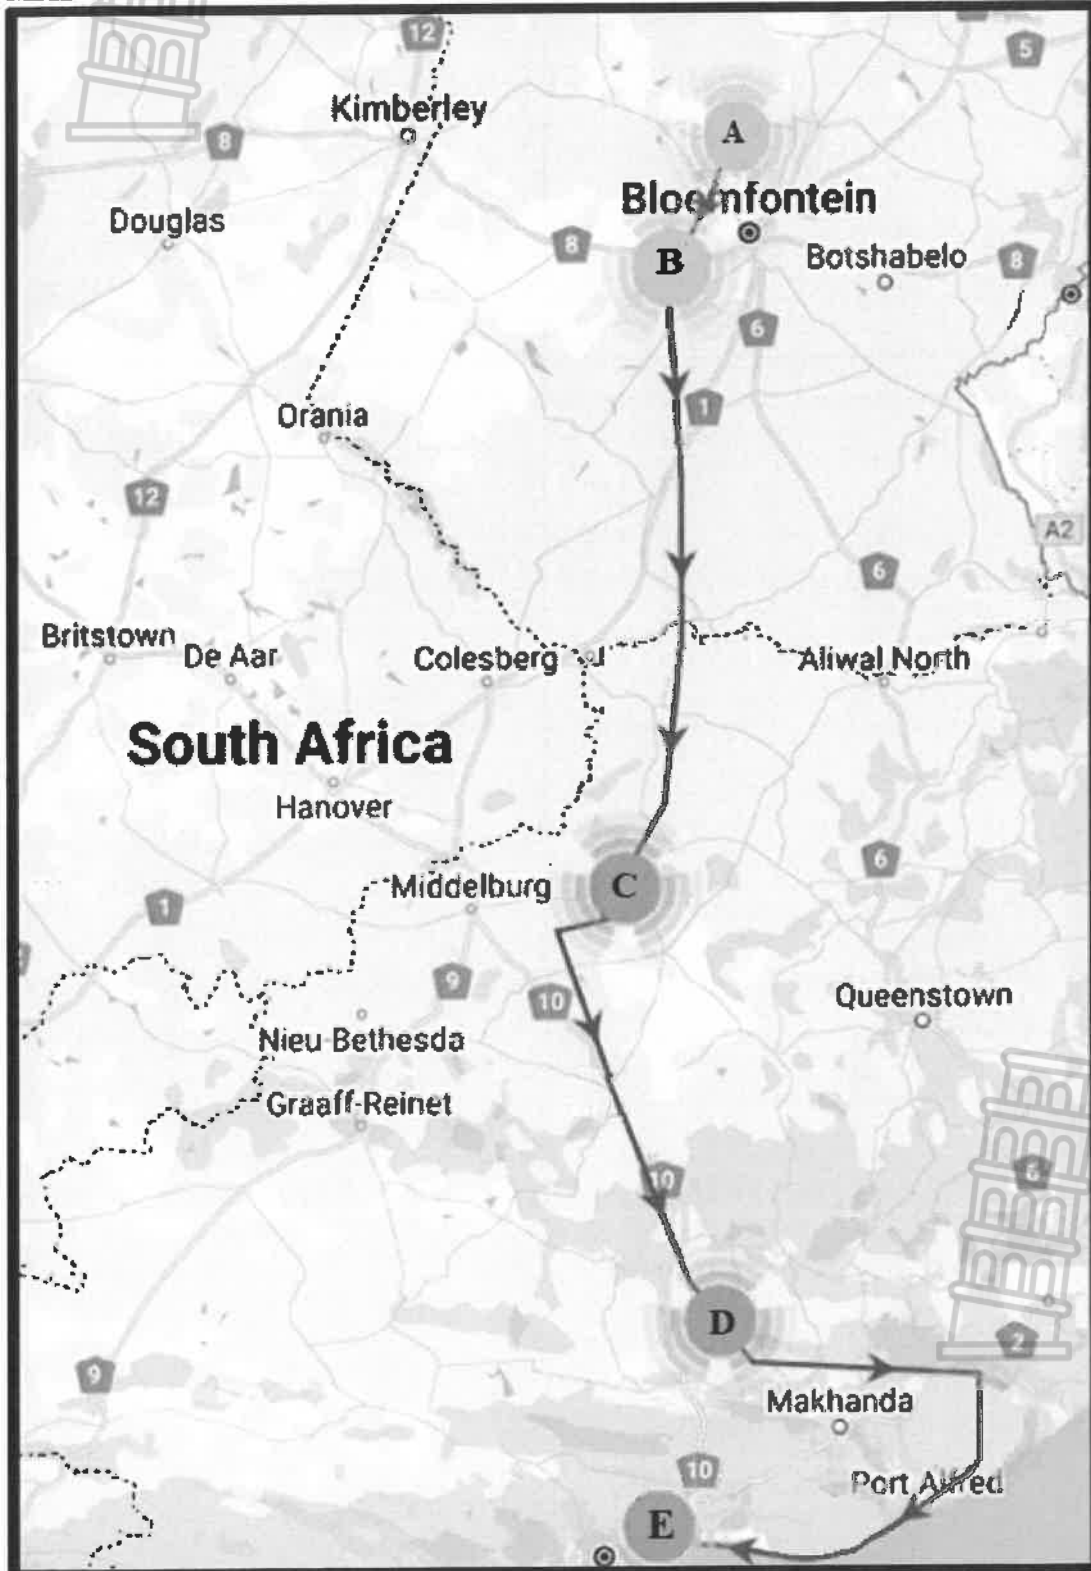 12
5
Kimberley
A
8
Bloemfontein
Douglas
8
B
Botshabelo
8
6
1
Orania
12
A2
6
Britstown
De Aar
Colesberg
Aliwal North
South Africa
Hanover
6
C
Middelburg
1
9
10
Queenstown
Nieu Bethesda
Graaff-Reinet
10
6
D
2
9
Makhanda
10
Port Alfred
E